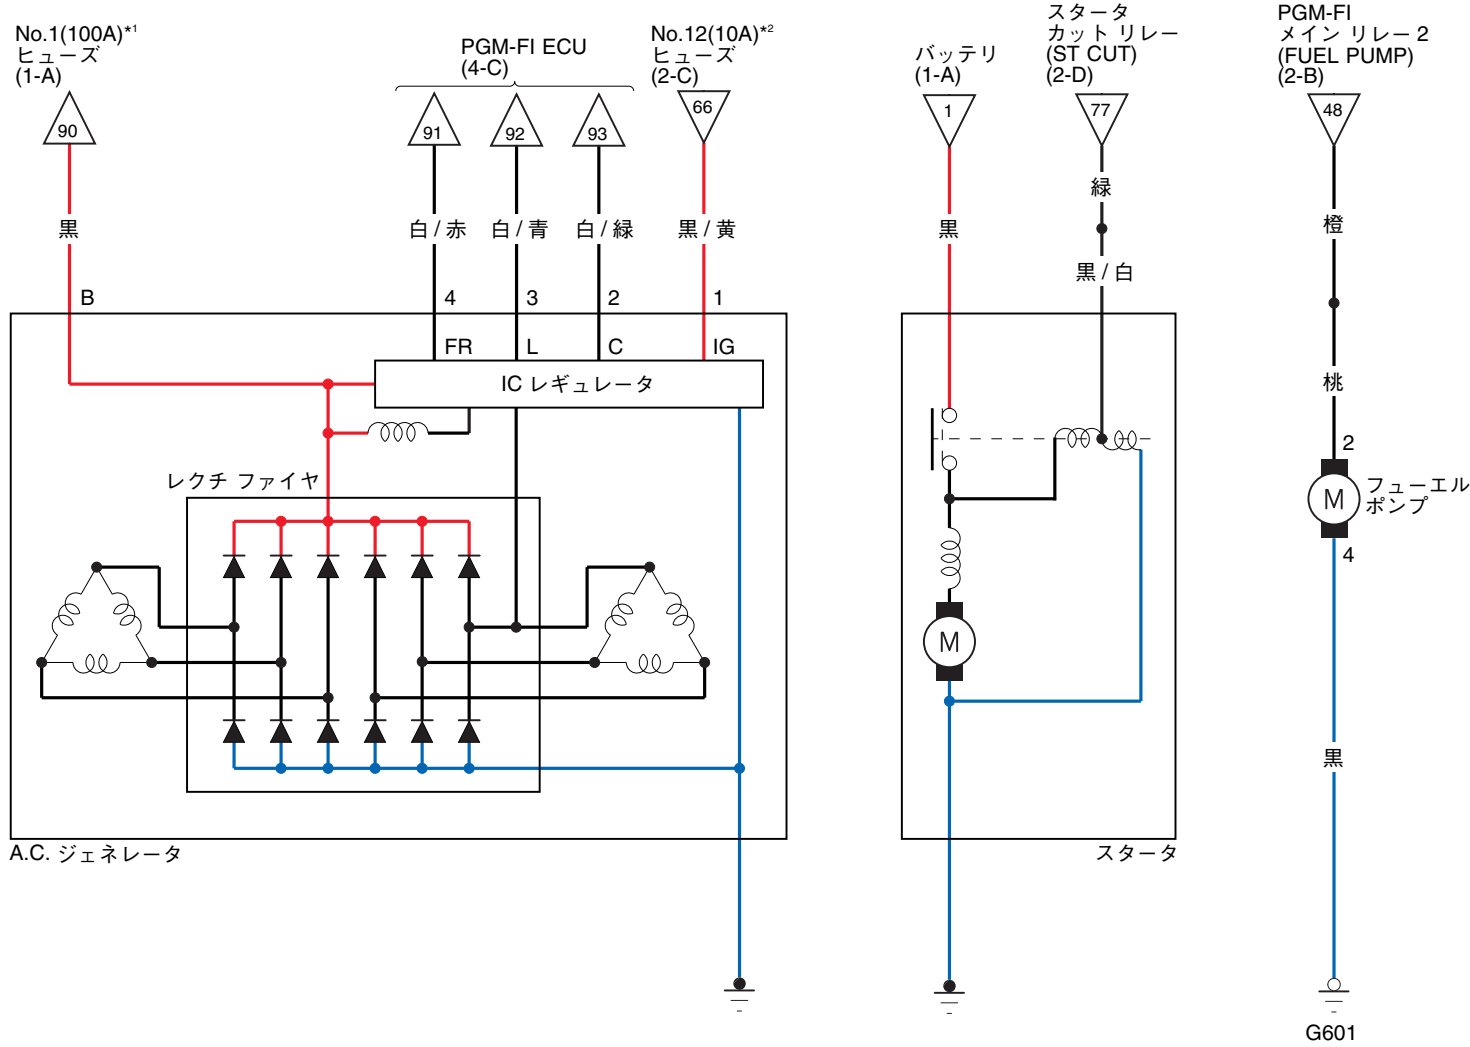 No.1(100A)*1
ヒューズ
(1-A)
90
黒
B
PGM-FI ECU
(4-C)
91
92
93
白/赤
白/青
白/緑
4
3
2
FR
L
C
No.12(10A)*2
ヒューズ
(2-C)
66
黒/黄
1
IG
IC レギュレータ
レクチ ファイヤ
A.C. ジェネレータ
バッテリ
(1-A)
1
黒
スタータ
カット リレー
(ST CUT)
(2-D)
77
緑
黒/白
M
スタータ
PGM-FI
メイン リレー 2
(FUEL PUMP)
(2-B)
48
橙
桃
2
M
フューエル
ポンプ
4
黒
G601